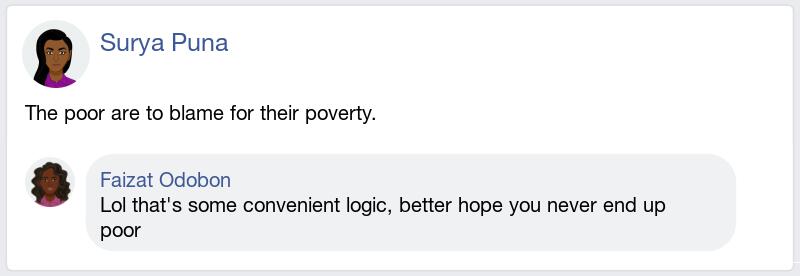 Surya Puna
The poor are to blame for their poverty.
Faizat Odobon
Lol that's some convenient logic, better hope you never end up
poor